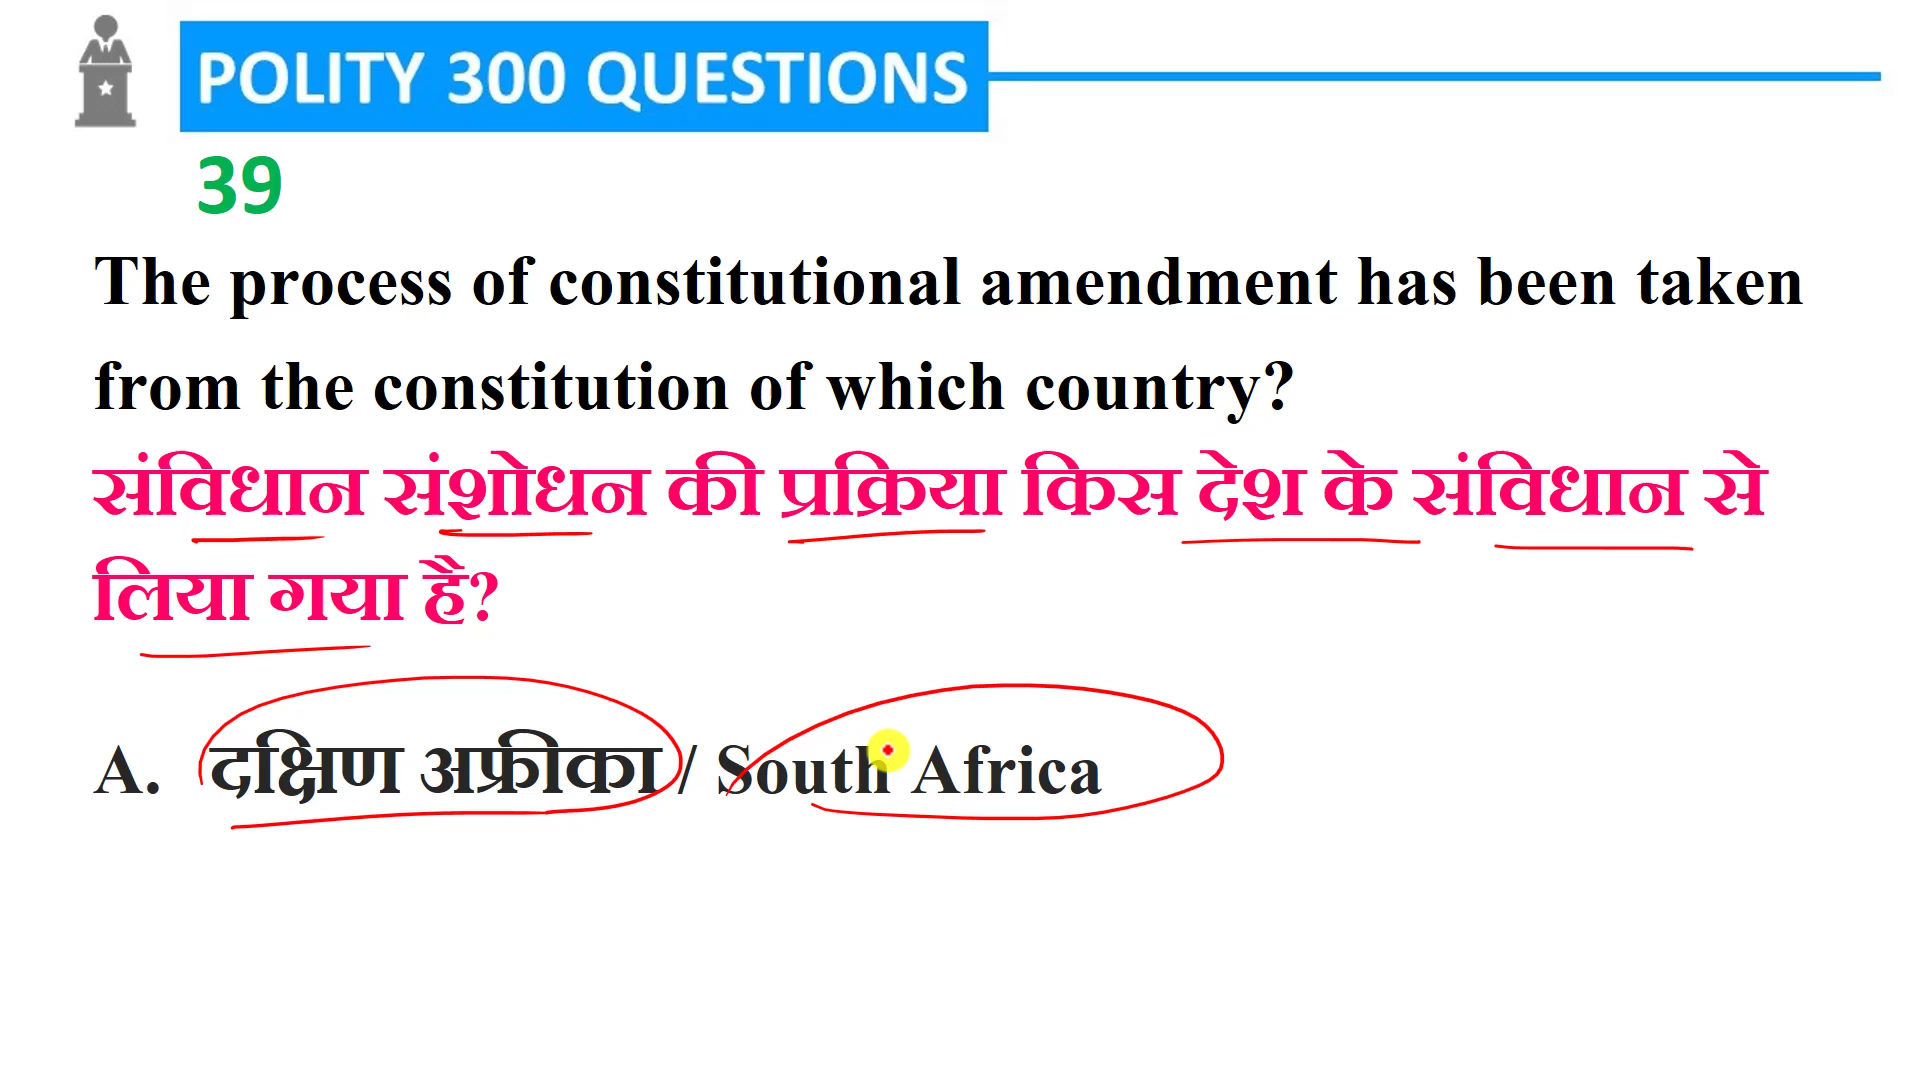 POLITY 300 QUESTIONS
39
The process of constitutional amendment has been taken
from the constitution of which country?
संविधान संशोधन की प्रक्रिया किस देश के संविधान से
लिया गया है?
A. दक्षिण अफ्रीका / South Africa